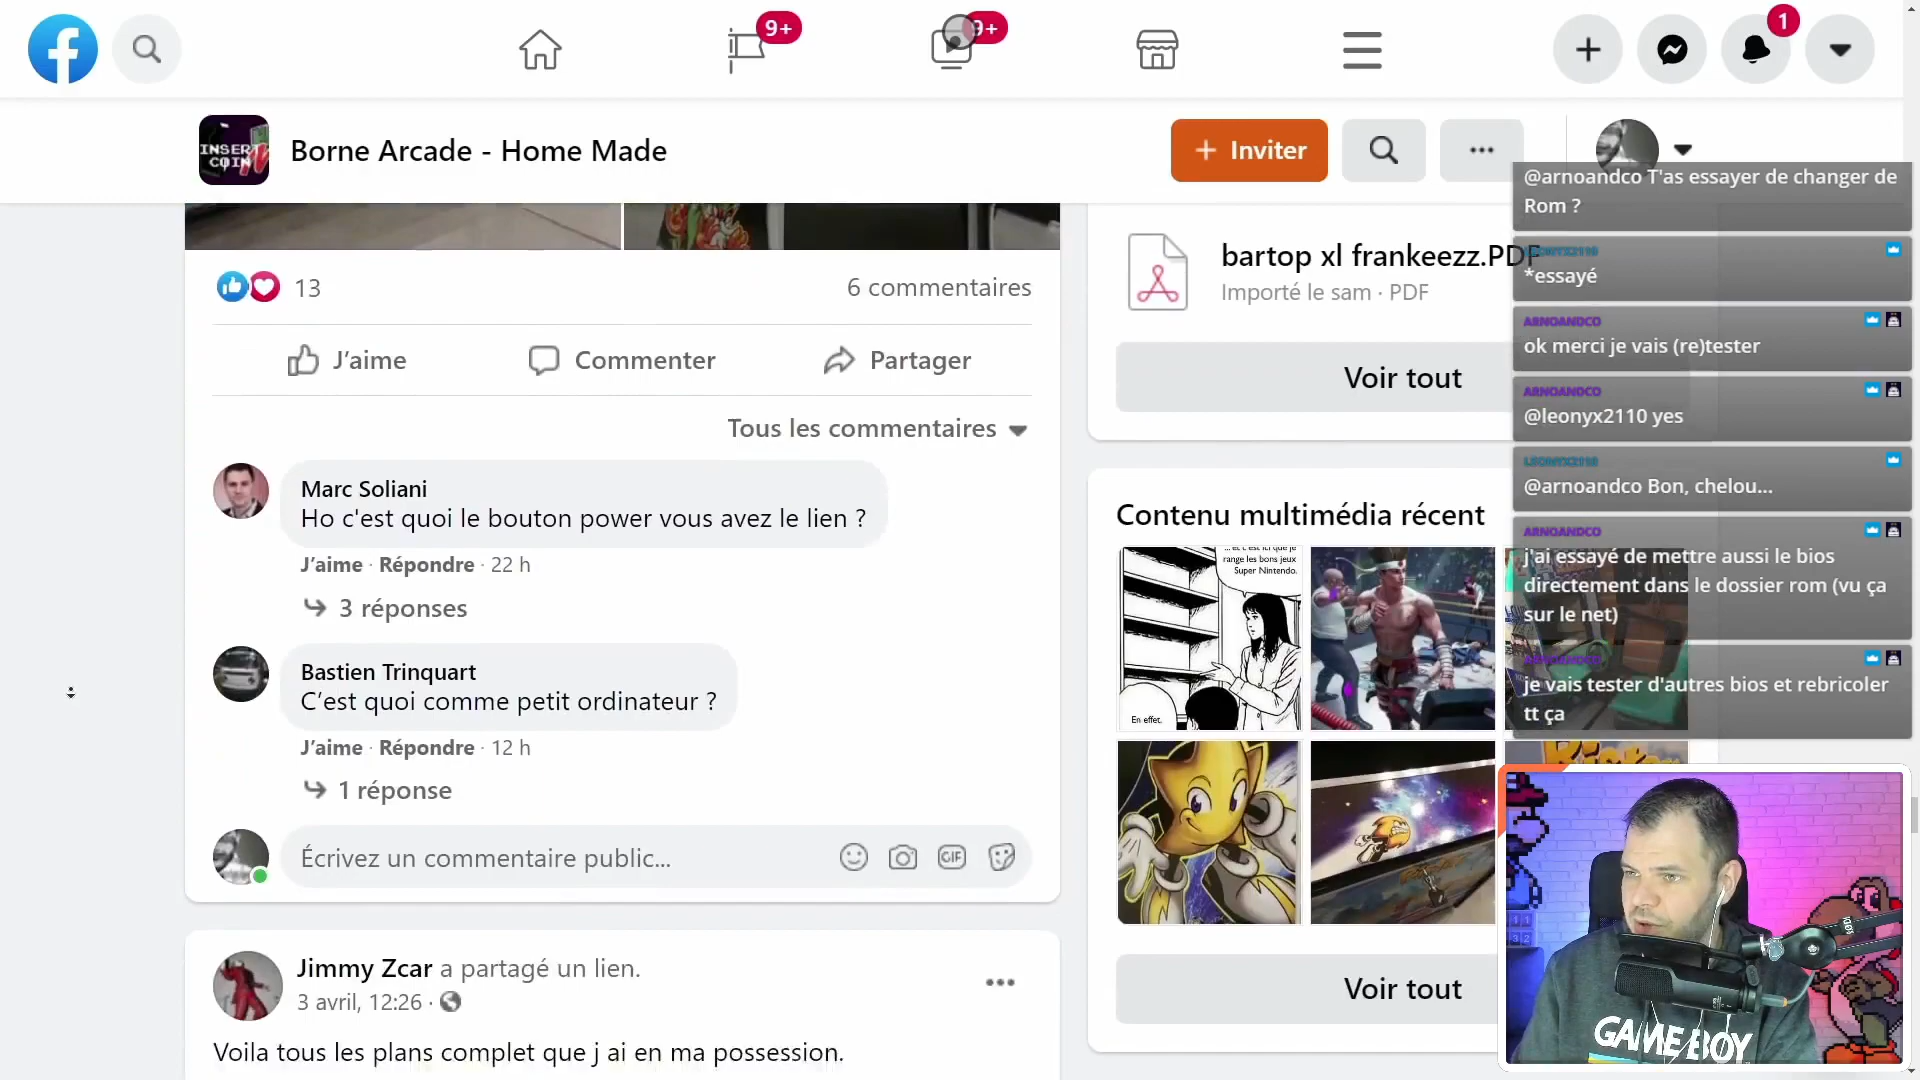 9+
9+
1
INSERT
COIN
Borne Arcade - Home Made
+ Inviter
13
6 commentaires
J’aime
Commenter
Partager
Tous les commentaires
Marc Soliani
Ho c'est quoi le bouton power vous avez le lien ?
J’aime · Répondre · 22 h
3 réponses
Bastien Trinquart
C’est quoi comme petit ordinateur ?
J’aime · Répondre · 12 h
1 réponse
Écrivez un commentaire public...
GIF
Jimmy Zcar a partagé un lien.
3 avril, 12:26 ·
Voila tous les plans complet que j ai en ma possession.
bartop xl frankeezz.PDF
Importé le sam · PDF
Voir tout
Contenu multimédia récent
range les bons jeux
Super Nintendo.
En effet.
Voir tout
@arnoandco T'as essayer de changer de
Rom ?
LEONYX2110
*essayé
ARNOANDCO
ok merci je vais (re)tester
ARNOANDCO
@leonyx2110 yes
LEONYX2110
@arnoandco Bon, chelou...
ARNOANDCO
j'ai essayé de mettre aussi le bios
directement dans le dossier rom (vu ça
sur le net)
ARNOANDCO
je vais tester d'autres bios et rebricoler
tt ça
GAME BOY